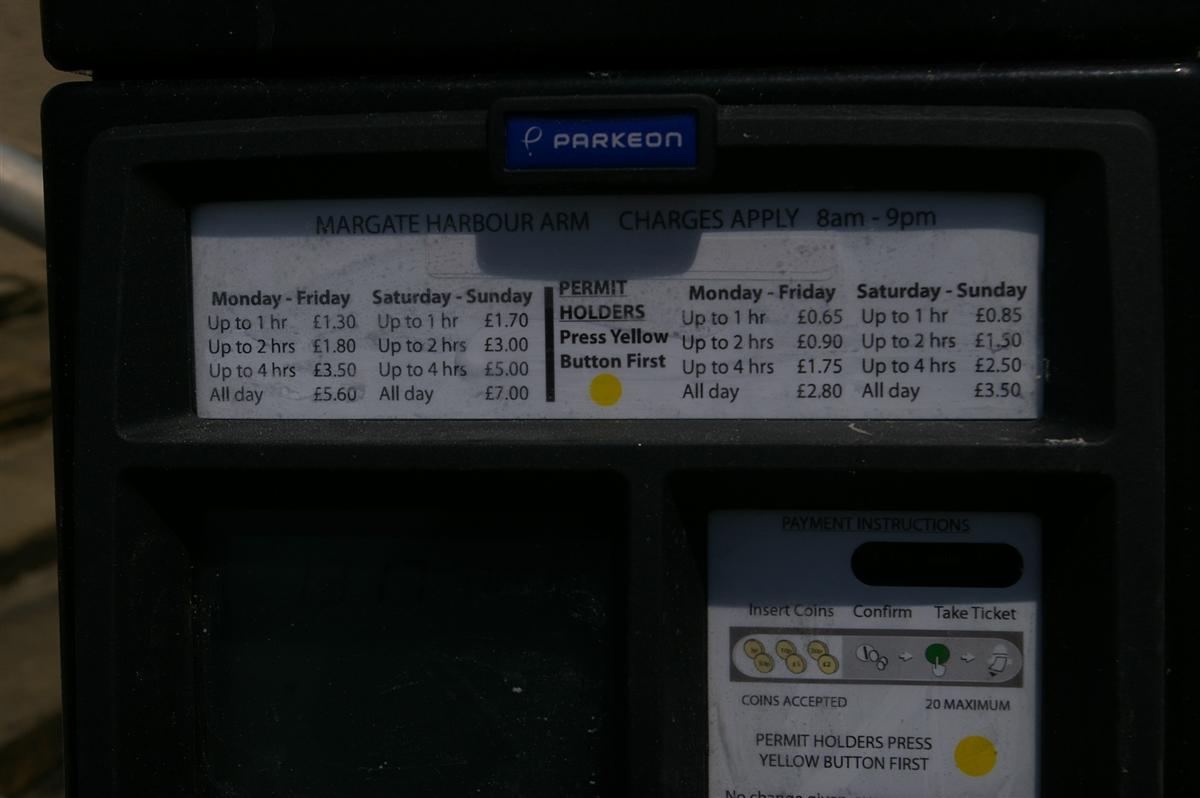 PARKEON
MARGATE HARBOUR ARM CHARGES APPLY 8am - 9pm
Monday - Friday Saturday - Sunday
Up to 1 hr £1.30 Up to 1 hr £1.70
Up to 2 hrs £1.80 Up to 2 hrs £3.00
Up to 4 hrs £3.50 Up to 4 hrs £5.00
All day £5.60 All day £7.00
PERMIT
HOLDERS
Press Yellow
Button First
Monday - Friday Saturday - Sunday
Up to 1 hr £0.65 Up to 1 hr £0.85
Up to 2 hrs £0.90 Up to 2 hrs £1.50
Up to 4 hrs £1.75 Up to 4 hrs £2.50
All day £2.80 All day £3.50
PAYMENT INSTRUCTIONS
Insert Coins Confirm Take Ticket
COINS ACCEPTED 20 MAXIMUM
PERMIT HOLDERS PRESS
YELLOW BUTTON FIRST
No change given